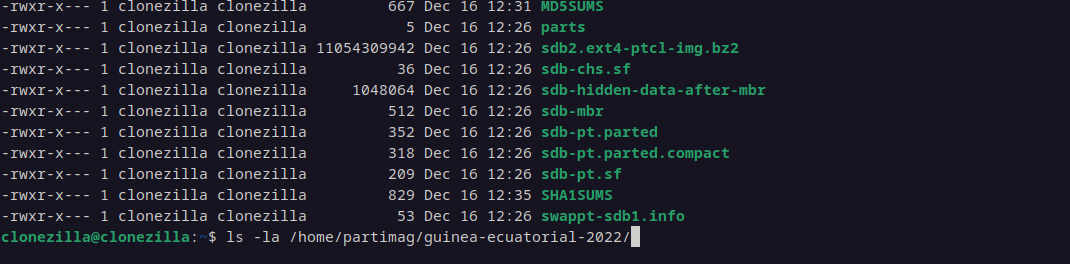 -rwxr-x--- 1 clonezilla clonezilla         667 Dec 16 12:31 MD5SUMS
-rwxr-x--- 1 clonezilla clonezilla           5 Dec 16 12:26 parts
-rwxr-x--- 1 clonezilla clonezilla 11054309942 Dec 16 12:26 sdb2.ext4-ptcl-img.bz2
-rwxr-x--- 1 clonezilla clonezilla          36 Dec 16 12:26 sdb-chs.sf
-rwxr-x--- 1 clonezilla clonezilla     1048064 Dec 16 12:26 sdb-hidden-data-after-mbr
-rwxr-x--- 1 clonezilla clonezilla         512 Dec 16 12:26 sdb-mbr
-rwxr-x--- 1 clonezilla clonezilla         352 Dec 16 12:26 sdb-pt.parted
-rwxr-x--- 1 clonezilla clonezilla         318 Dec 16 12:26 sdb-pt.parted.compact
-rwxr-x--- 1 clonezilla clonezilla         209 Dec 16 12:26 sdb-pt.sf
-rwxr-x--- 1 clonezilla clonezilla         829 Dec 16 12:35 SHA1SUMS
-rwxr-x--- 1 clonezilla clonezilla          53 Dec 16 12:26 swappt-sdb1.info
clonezilla@clonezilla:~$ ls -la /home/partimag/guinea-ecuatorial-2022/